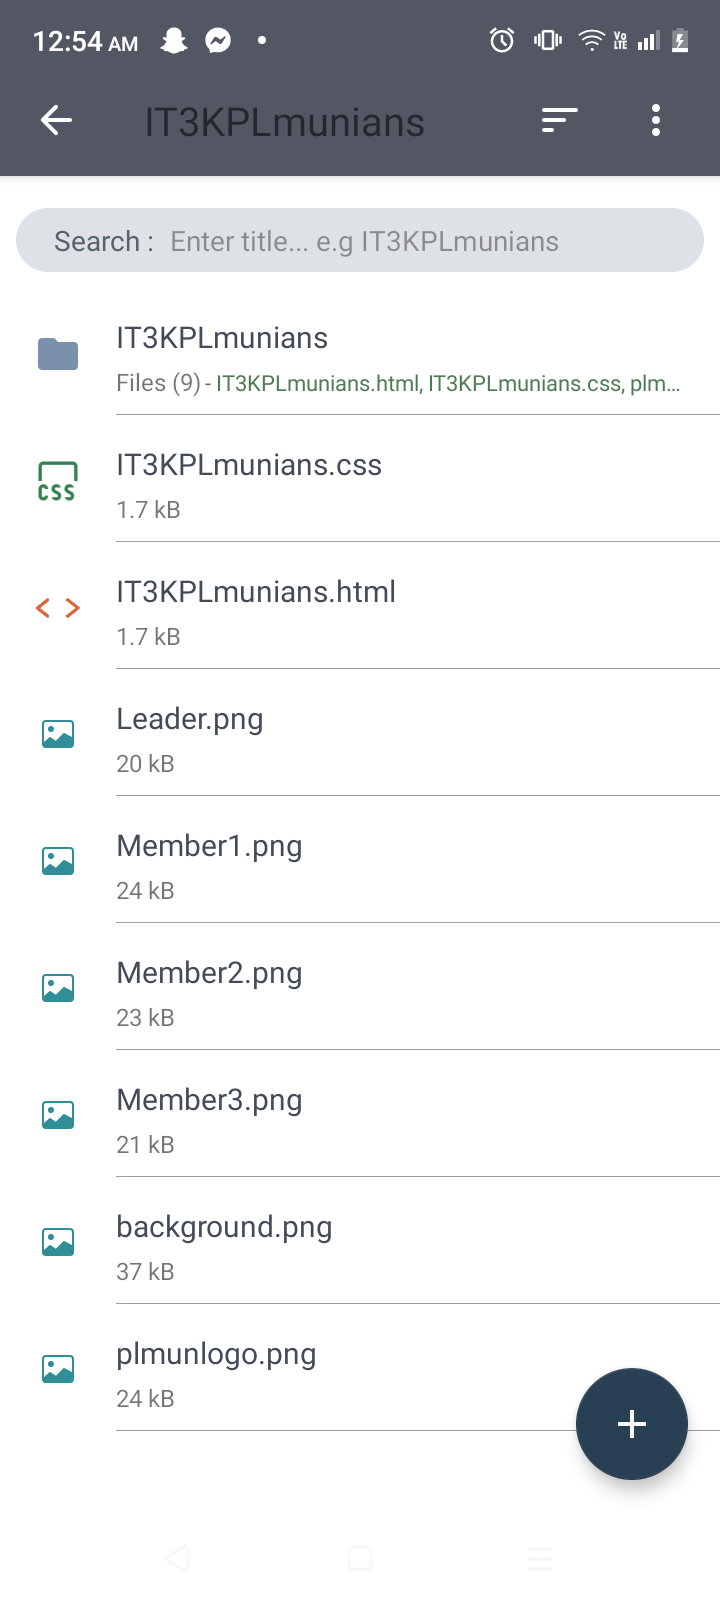 12:54 AM
VO LTE
IT3KPLmunians
Search : Enter title... e.g IT3KPLmunians
IT3KPLmunians
Files (9) - IT3KPLmunians.html, IT3KPLmunians.css, plm...
CSS
IT3KPLmunians.css
1.7 kB
IT3KPLmunians.html
1.7 kB
Leader.png
20 kB
Member1.png
24 kB
Member2.png
23 kB
Member3.png
21 kB
background.png
37 kB
plmunlogo.png
24 kB